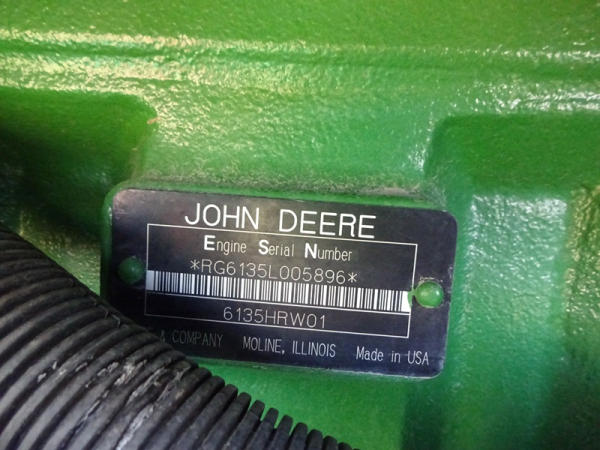 JOHN DEERE
Engine Serial Number
*RG6135L005896*
6135HRW01
& COMPANY MOLINE, ILLINOIS Made in USA